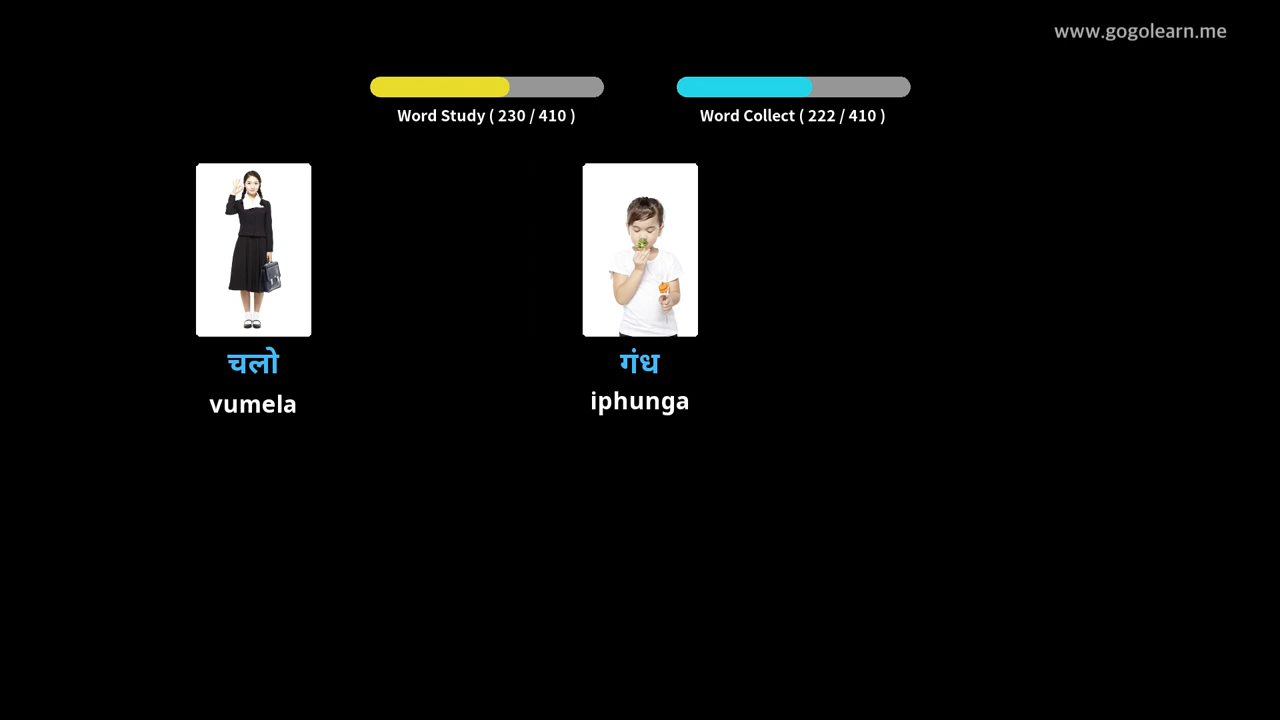 www.gogolearn.me
Word Study ( 230 / 410 )
Word Collect ( 222 / 410 )
चलो
vumela
गंध
iphunga